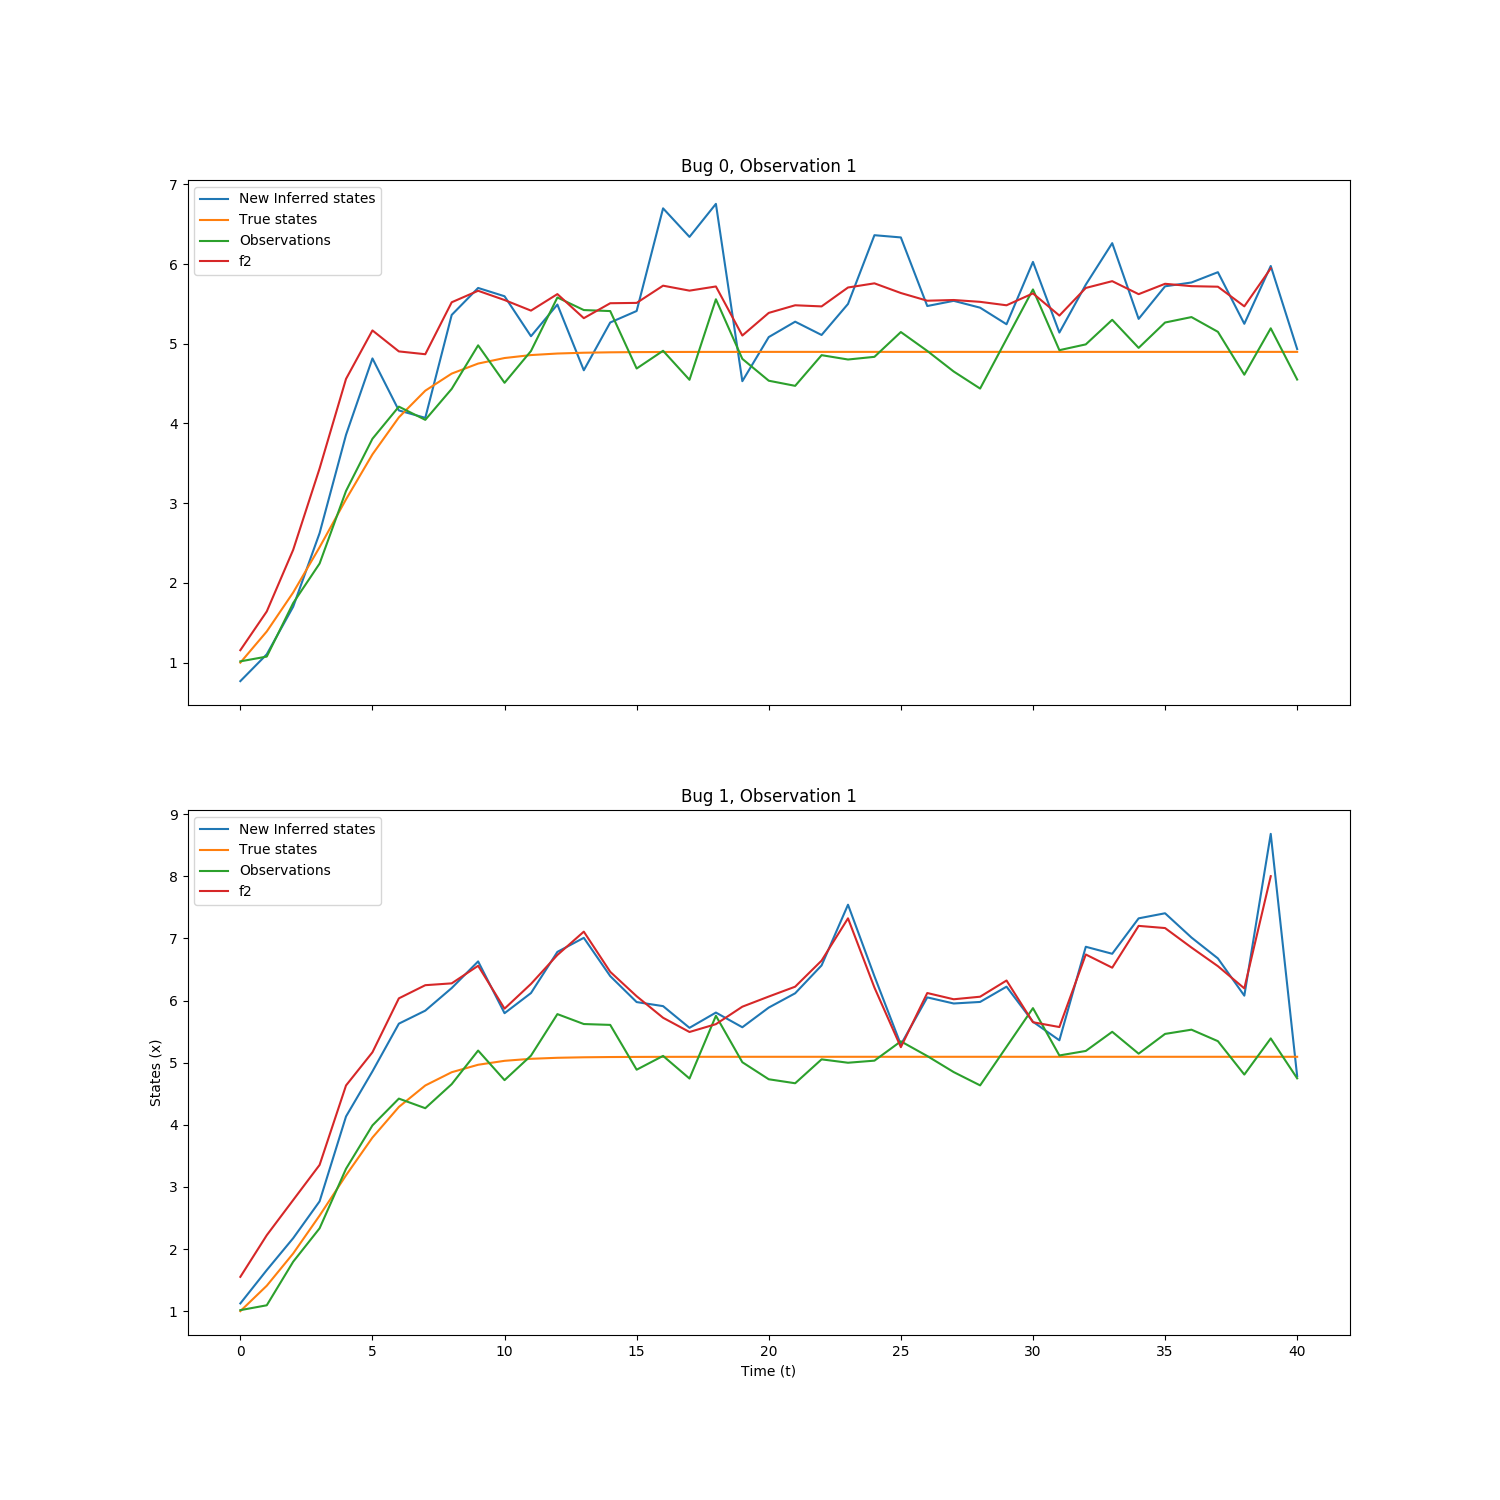 Bug 0, Observation 1
7
6
5
4
3
2
1
New Inferred states
True states
Observations
f2
Bug 1, Observation 1
9
8
7
6
5
4
3
2
1
States (x)
New Inferred states
True states
Observations
f2
0 5 10 15 20 25 30 35 40
Time (t)